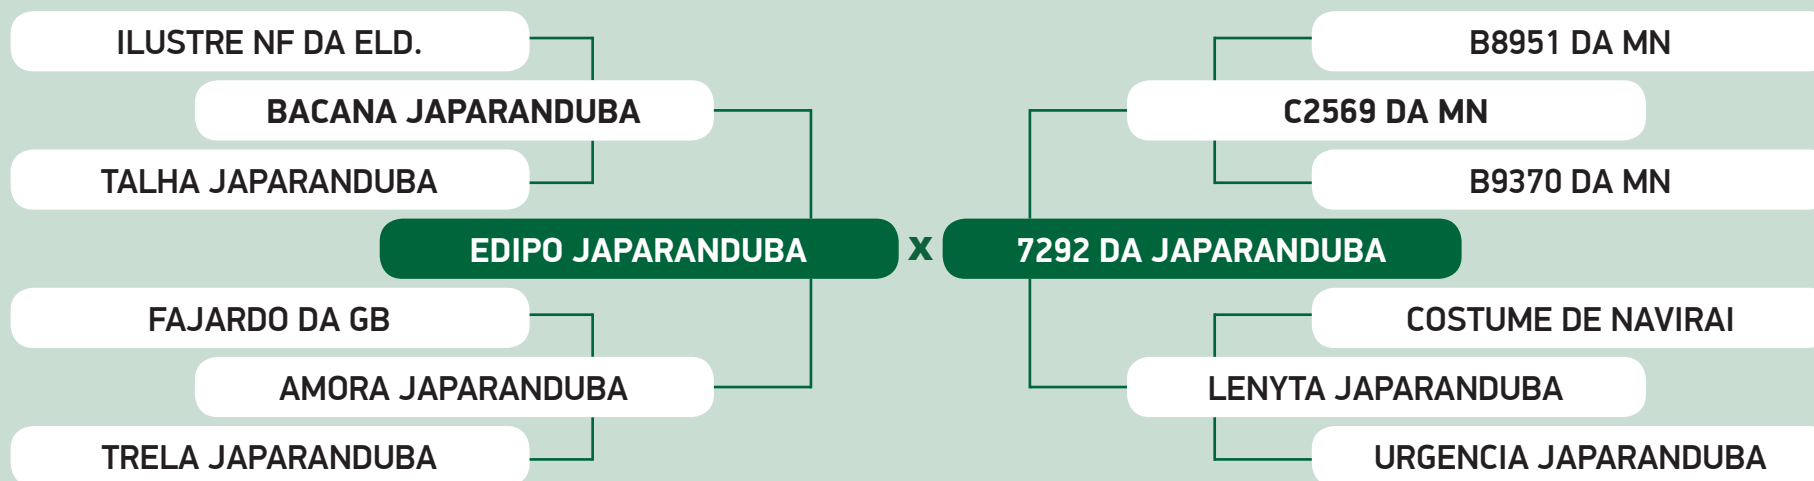 ILUSTRE NF DA ELD.
BACANA JAPARANDUBA
TALHA JAPARANDUBA
EDIPO JAPARANDUBA
FAJARDO DA GB
AMORA JAPARANDUBA
TRELA JAPARANDUBA
X
B8951 DA MN
C2569 DA MN
B9370 DA MN
7292 DA JAPARANDUBA
COSTUME DE NAVIRAI
LENYTA JAPARANDUBA
URGENCIA JAPARANDUBA